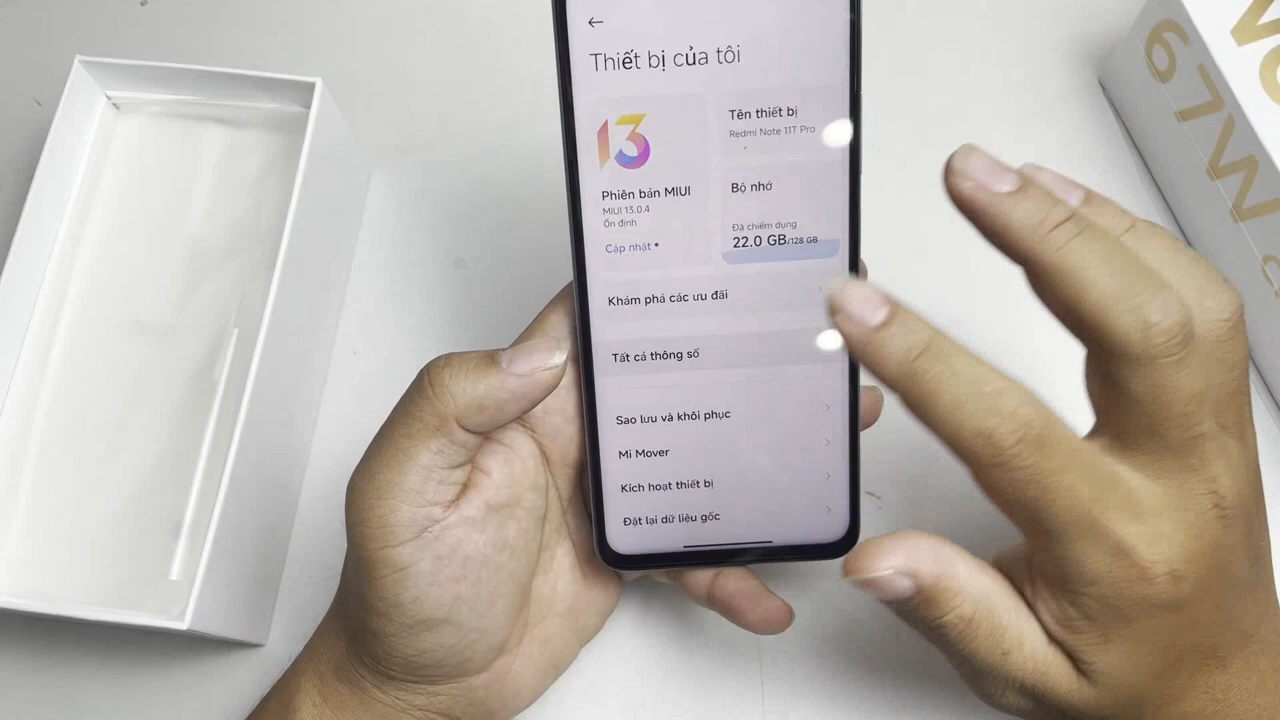 ←
Thiết bị của tôi
13
Phiên bản MIUI
MIUI 13.0.4
Ổn định
Cập nhật
Tên thiết bị
Redmi Note 11T Pro
Bộ nhớ
Đã chiếm dụng
22.0 GB/128 GB
Khám phá các ưu đãi
Tất cả thông số
Sao lưu và khôi phục
Mi Mover
Kích hoạt thiết bị
Đặt lại dữ liệu gốc
67W